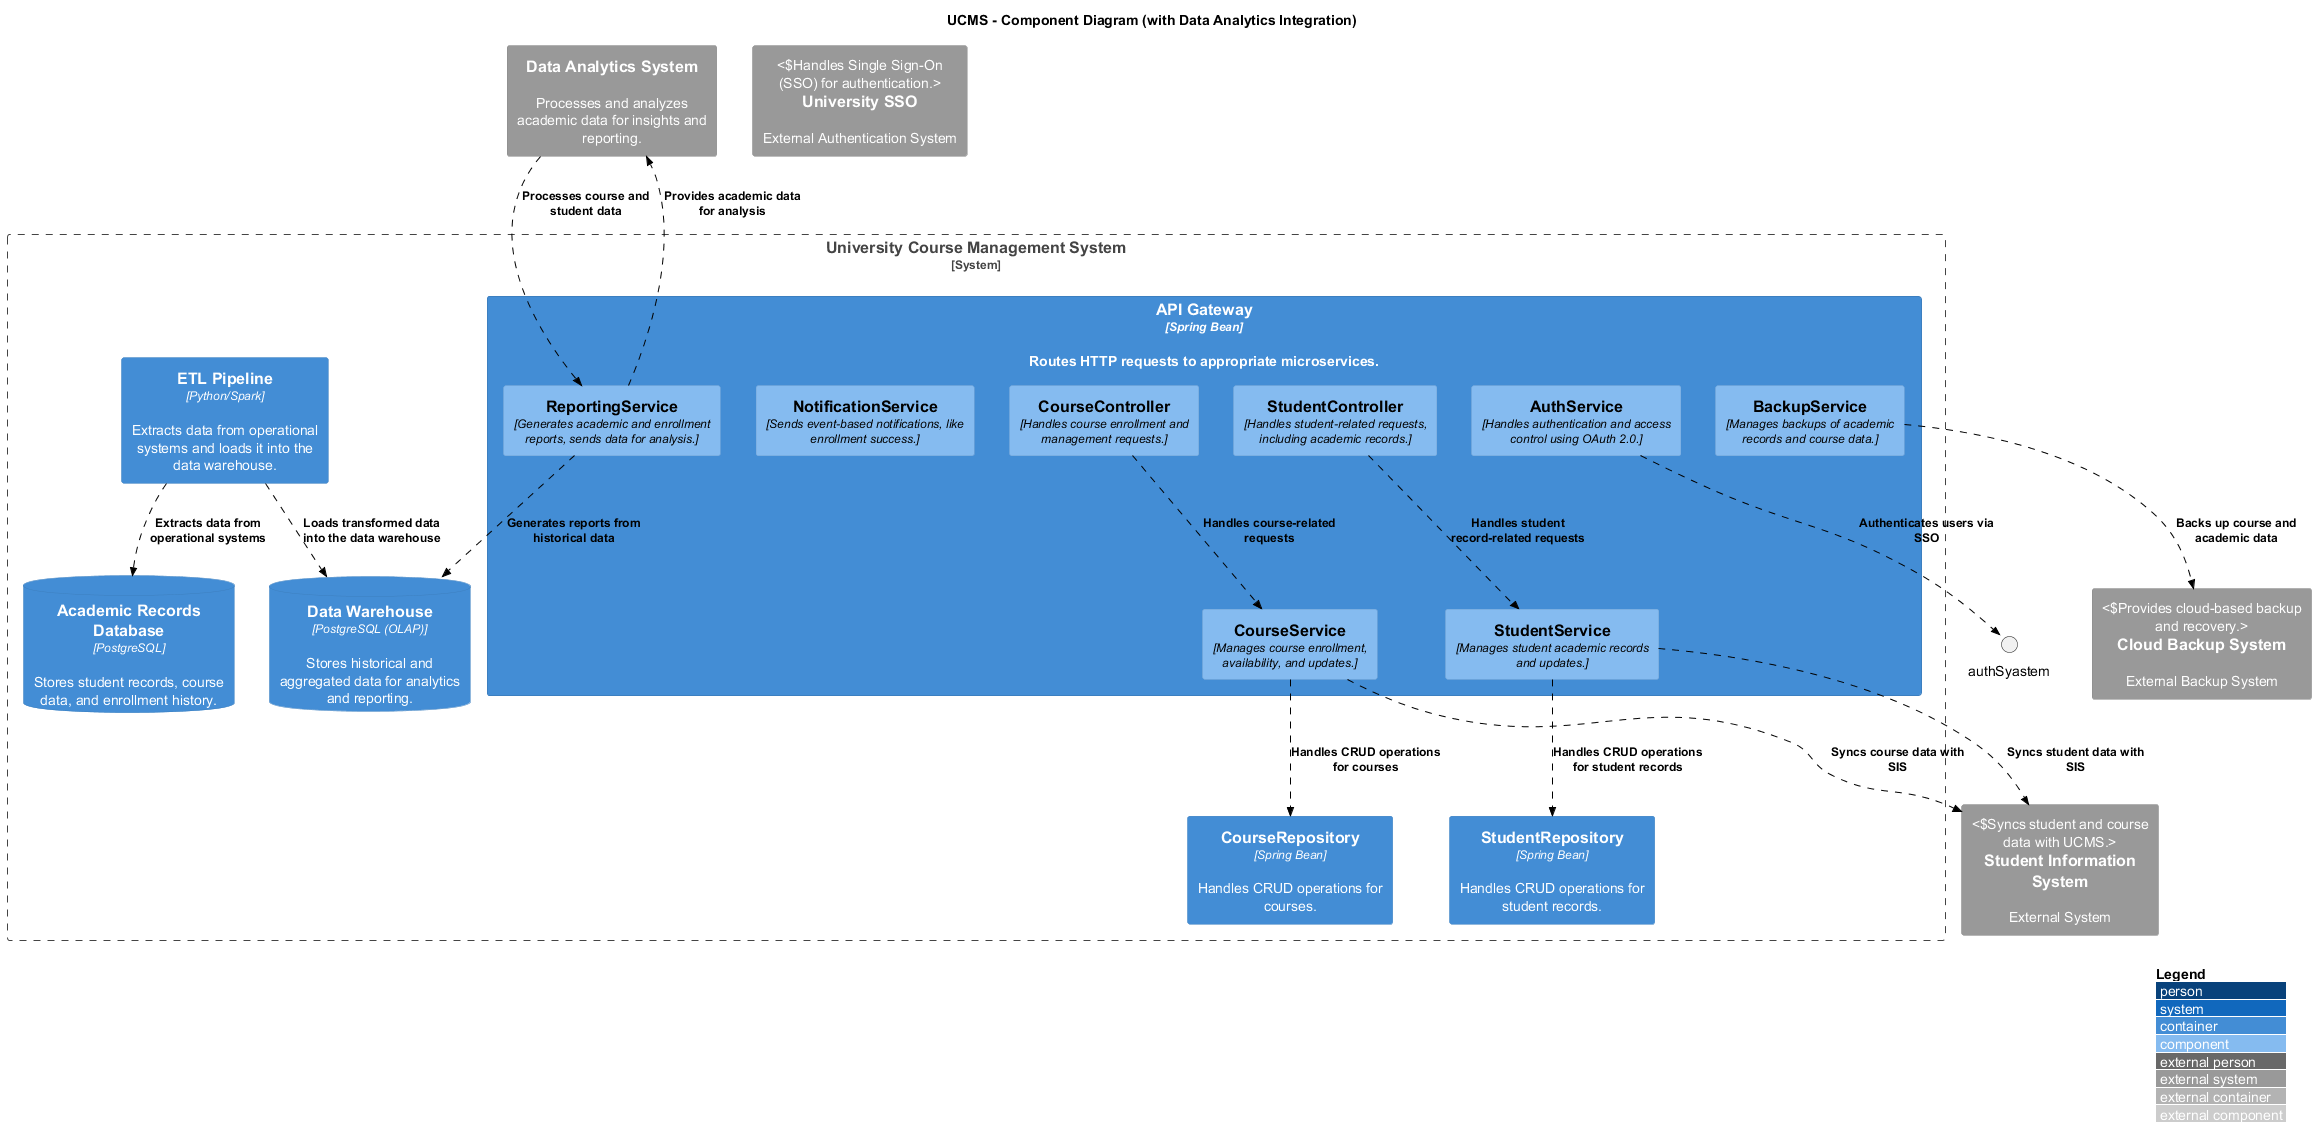 UCMS - Component Diagram (with Data Analytics Integration)
Data Analytics System
Processes and analyzes
academic data for insights and
reporting.
<$Handles Single Sign-On
(SSO) for authentication.>
University SSO
External Authentication System
Processes course and
student data
Provides academic data
for analysis
University Course Management System
[System]
API Gateway
[Spring Bean]
Routes HTTP requests to appropriate microservices.
ETL Pipeline
[Python/Spark]
Extracts data from operational
systems and loads it into the
data warehouse.
ReportingService
[Generates academic and enrollment
reports, sends data for analysis.]
NotificationService
[Sends event-based notifications, like
enrollment success.]
CourseController
[Handles course enrollment and
management requests.]
StudentController
[Handles student-related requests,
including academic records.]
AuthService
[Handles authentication and access
control using OAuth 2.0.]
BackupService
[Manages backups of academic
records and course data.]
Extracts data from
operational systems
Loads transformed data
into the data warehouse
Generates reports from
historical data
Handles course-related
requests
Handles student
record-related requests
Authenticates users via
SSO
Backs up course and
academic data
Academic Records
Database
[PostgreSQL]
Stores student records, course
data, and enrollment history.
Data Warehouse
[PostgreSQL (OLAP)]
Stores historical and
aggregated data for analytics
and reporting.
CourseService
[Manages course enrollment,
availability, and updates.]
StudentService
[Manages student academic records
and updates.]
authSyastem
<$Provides cloud-based backup
and recovery.>
Cloud Backup System
External Backup System
Handles CRUD operations
for courses
Handles CRUD operations
for student records
Syncs course data with
SIS
Syncs student data with
SIS
CourseRepository
[Spring Bean]
Handles CRUD operations for
courses.
StudentRepository
[Spring Bean]
Handles CRUD operations for
student records.
<$Syncs student and course
data with UCMS.>
Student Information
System
External System
Legend
person
system
container
component
external person
external system
external container
external component